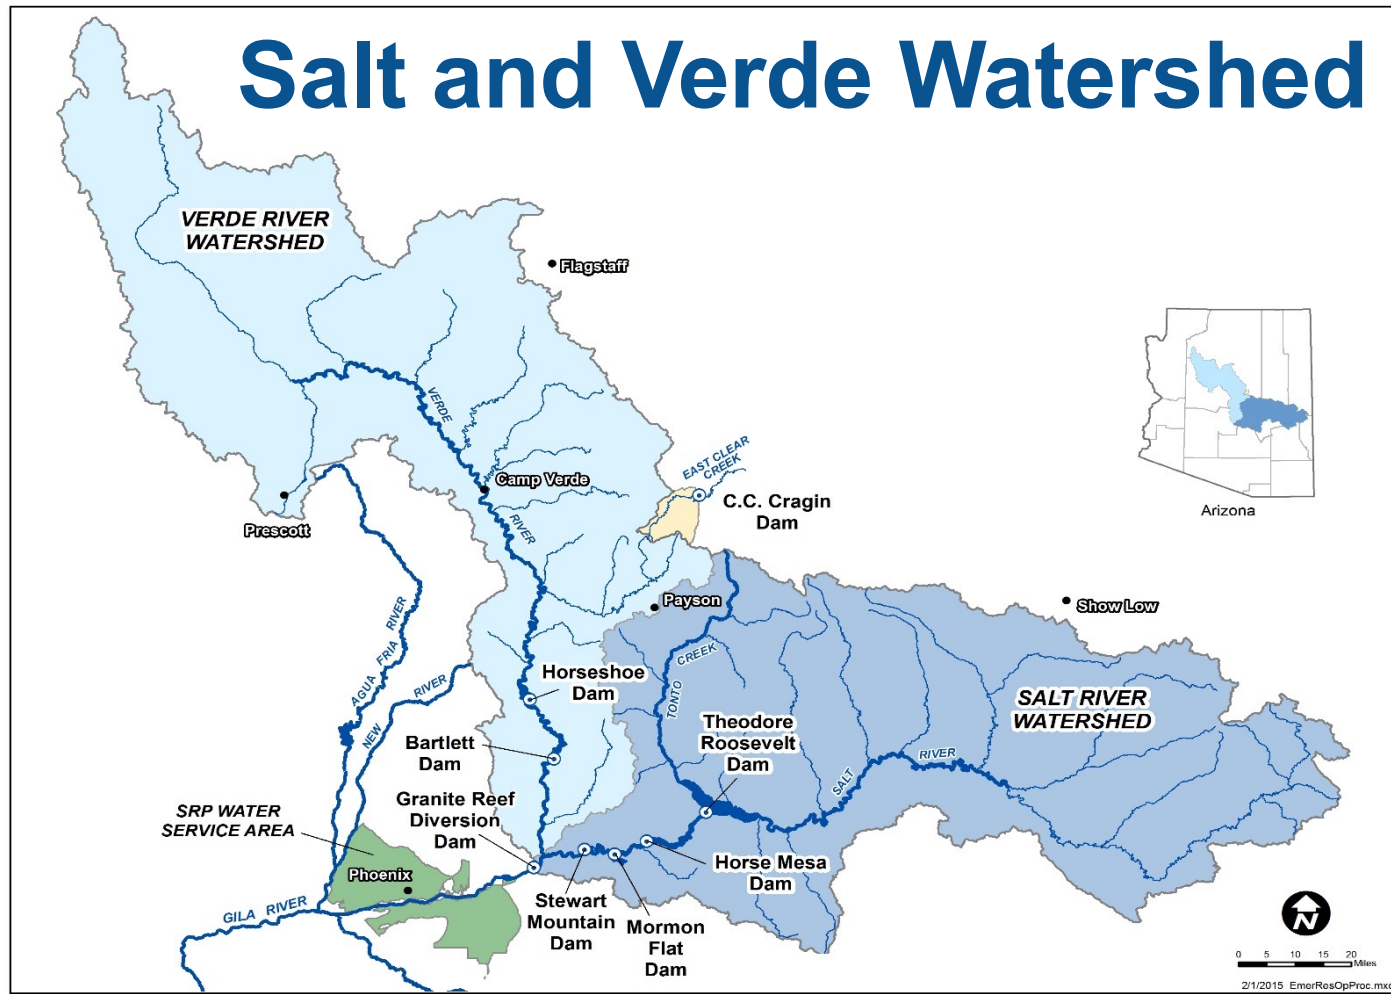 Salt and Verde Watershed
VERDE RIVER
WATERSHED
Flagstaff
VERDE
RIVER
Camp Verde
EAST CLEAR
CREEK
C.C. Cragin
Dam
Arizona
Prescott
Payson
Show Low
AGUA FRIA RIVER
NEW RIVER
Horseshoe
Dam
TONTO CREEK
SALT RIVER
WATERSHED
Theodore
Roosevelt
Dam
Bartlett
Dam
SALT RIVER
Granite Reef
Diversion
Dam
SRP WATER
SERVICE AREA
Phoenix
Horse Mesa
Dam
Stewart
Mountain
Dam
Mormon
Flat
Dam
GILA RIVER
N
0 5 10 15 20
Miles
2/1/2015 EmerResOpProc.mxd